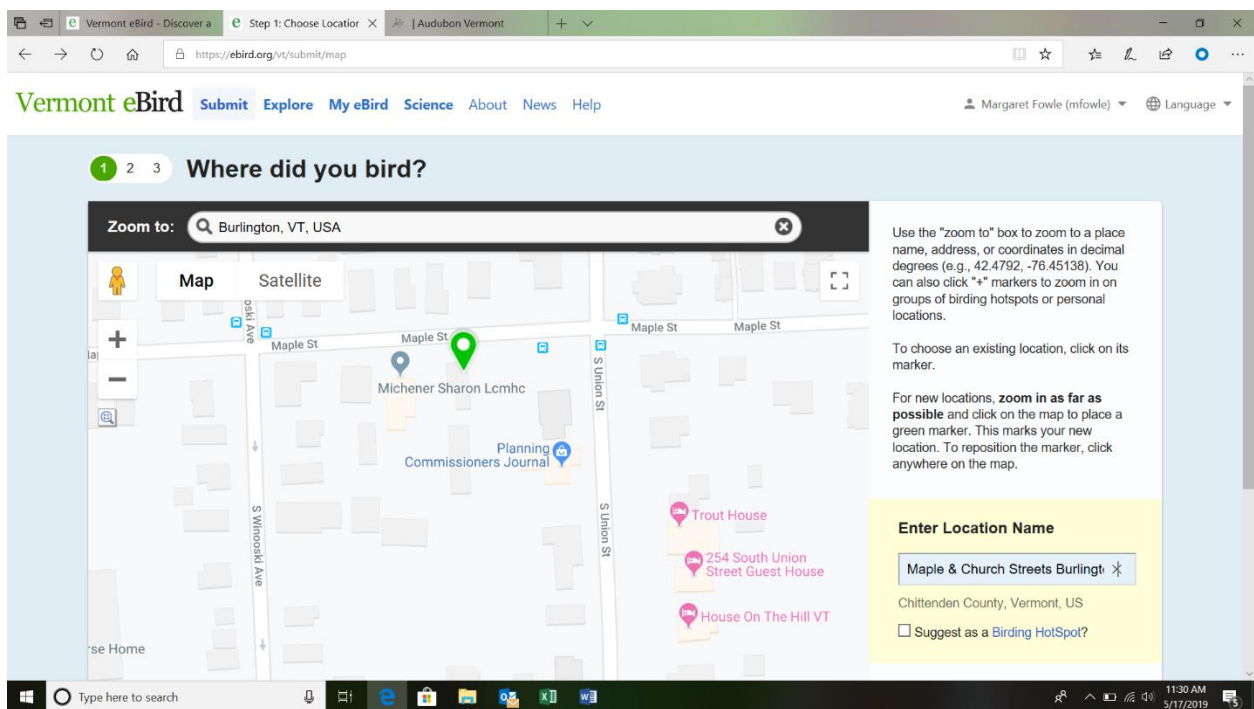 Vermont eBird - Discover a
Step 1: Choose Location
| Audubon Vermont
https://ebird.org/vt/submit/map
Vermont eBird Submit Explore My eBird Science About News Help
Margaret Fowle (mfowle) Language
1 2 3 Where did you bird?
Zoom to: Burlington, VT, USA
Map Satellite
oski Ave
Maple St
Maple St
Maple St
Maple St
Michener Sharon Lcmhc
S Union St
Planning
Commissioners Journal
S Winooski Ave
S Union St
Trout House
254 South Union
Street Guest House
House On The Hill VT
rse Home
Use the "zoom to" box to zoom to a place
name, address, or coordinates in decimal
degrees (e.g., 42.4792, -76.45138). You
can also click "+" markers to zoom in on
groups of birding hotspots or personal
locations.
To choose an existing location, click on its
marker.
For new locations, zoom in as far as
possible and click on the map to place a
green marker. This marks your new
location. To reposition the marker, click
anywhere on the map.
Enter Location Name
Maple & Church Streets Burlingt
Chittenden County, Vermont, US
Suggest as a Birding HotSpot?
Type here to search
11:30 AM
5/17/2019